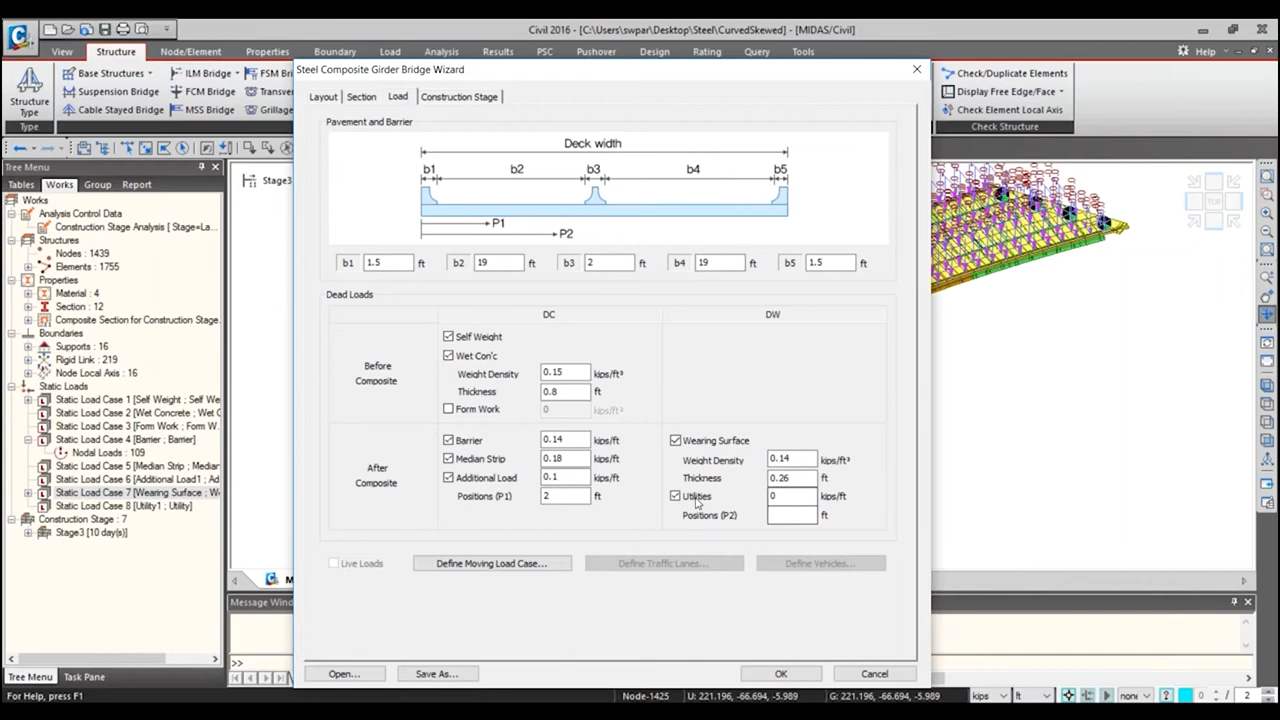 Civil 2016 - [C:\Users\swpar\Desktop\Steel\CurvedSkewed] - [MIDAS/Civil]
View Structure Node/Element Properties Boundary Load Analysis Results PSC Pushover Design Rating Query Tools Help
Structure Type
Type
Base Structures
Suspension Bridge
Cable Stayed Bridge
ILM Bridge
FCM Bridge
MSS Bridge
FSM Br
Transver
Grillage
Check/Duplicate Elements
Display Free Edge/Face
Check Element Local Axis
Check Structure
Tree Menu
Tables Works Group Report
Works
Analysis Control Data
Construction Stage Analysis [ Stage=La...
Structures
Nodes : 1439
Elements : 1755
Properties
Material : 4
Section : 12
Composite Section for Construction Stage
Boundaries
Supports : 16
Rigid Link : 219
Node Local Axis : 16
Static Loads
Static Load Case 1 [Self Weight ; Self We
Static Load Case 2 [Wet Concrete ; Wet C
Static Load Case 3 [Form Work ; Form W
Static Load Case 4 [Barrier ; Barrier]
Nodal Loads : 109
Static Load Case 5 [Median Strip ; Median
Static Load Case 6 [Additional Load1 ; Ad
Static Load Case 7 [Wearing Surface ; We
Static Load Case 8 [Utility1 ; Utility]
Construction Stage : 7
Stage3 [10 day(s)]
Tree Menu Task Pane
For Help, press F1
Stage3
Message Wind
>>
TOP
Steel Composite Girder Bridge Wizard
Layout Section Load Construction Stage
Pavement and Barrier
Deck width
b1 b2 b3 b4 b5
P1
P2
b1 1.5 ft b2 19 ft b3 2 ft b4 19 ft b5 1.5 ft
Dead Loads
DC DW
Before Composite
Self Weight
Wet Con'c
Weight Density 0.15 kips/ft³
Thickness 0.8 ft
Form Work 0 kips/ft²
After Composite
Barrier 0.14 kips/ft
Median Strip 0.18 kips/ft
Additional Load 0.1 kips/ft
Positions (P1) 2 ft
Wearing Surface
Weight Density 0.14 kips/ft³
Thickness 0.26 ft
Utilities 0 kips/ft
Positions (P2) ft
Live Loads Define Moving Load Case... Define Traffic Lanes... Define Vehicles...
Open... Save As... OK Cancel
Node-1425 U: 221.196, -66.694, -5.989 G: 221.196, -66.694, -5.989 kips ft none ? 0 / 2